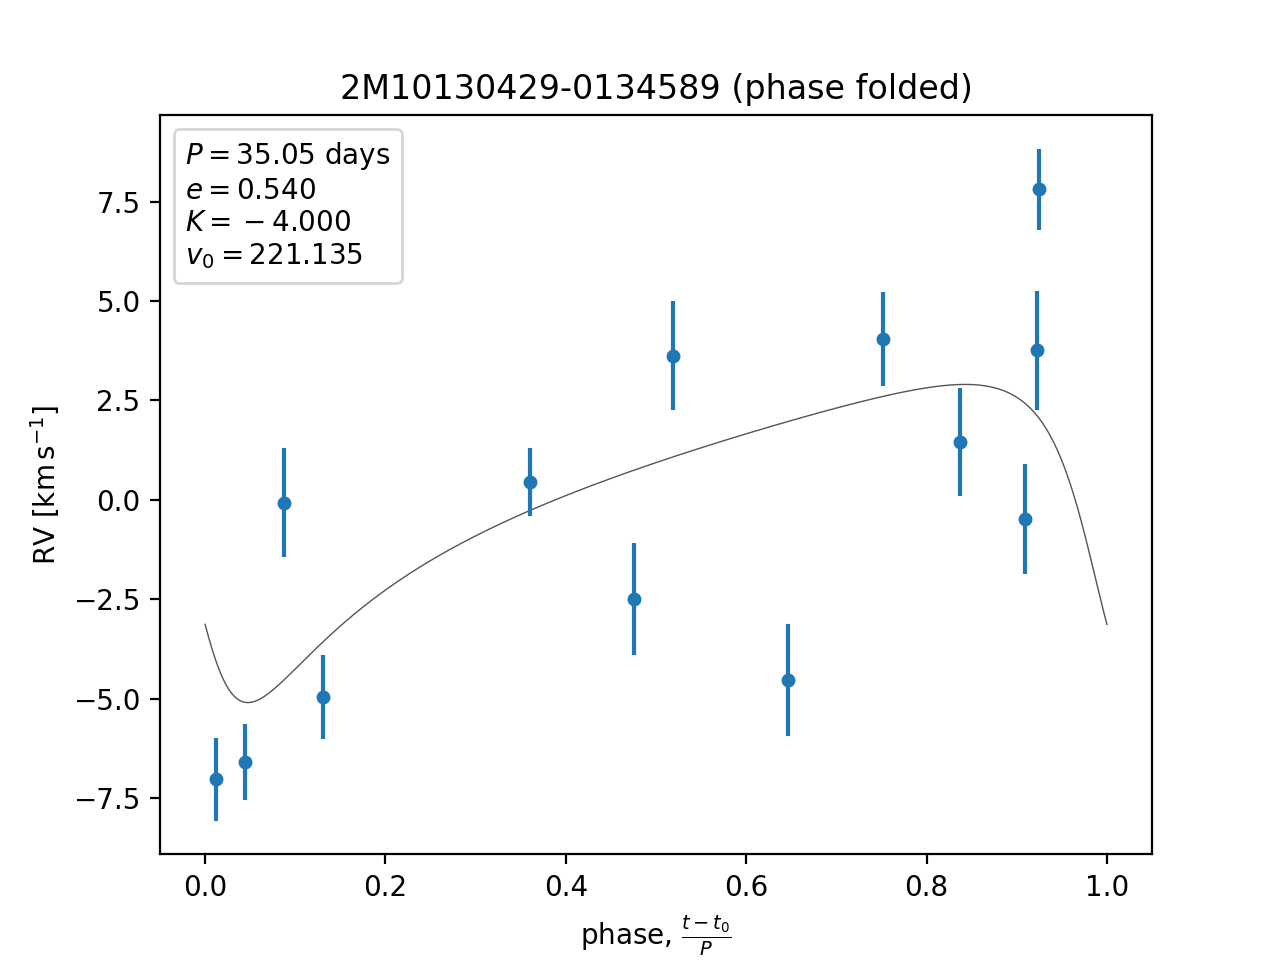 2M10130429-0134589 (phase folded)
P = 35.05 days
e = 0.540
K = −4.000
v₀ = 221.135
7.5
5.0
2.5
0.0
−2.5
−5.0
−7.5
RV [km s⁻¹]
0.0 0.2 0.4 0.6 0.8 1.0
phase, (t − t₀)/P